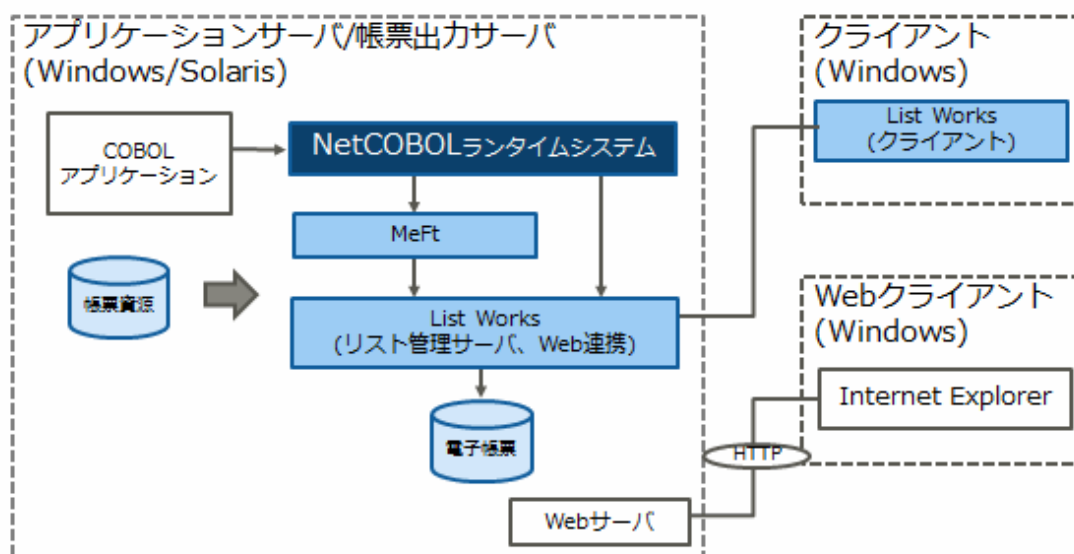 アプリケーションサーバ/帳票出力サーバ
(Windows/Solaris)
COBOL
アプリケーション
NetCOBOLランタイムシステム
MeFt
帳票資源
List Works
(リスト管理サーバ、Web連携)
電子帳票
Webサーバ
HTTP
クライアント
(Windows)
List Works
(クライアント)
Webクライアント
(Windows)
Internet Explorer